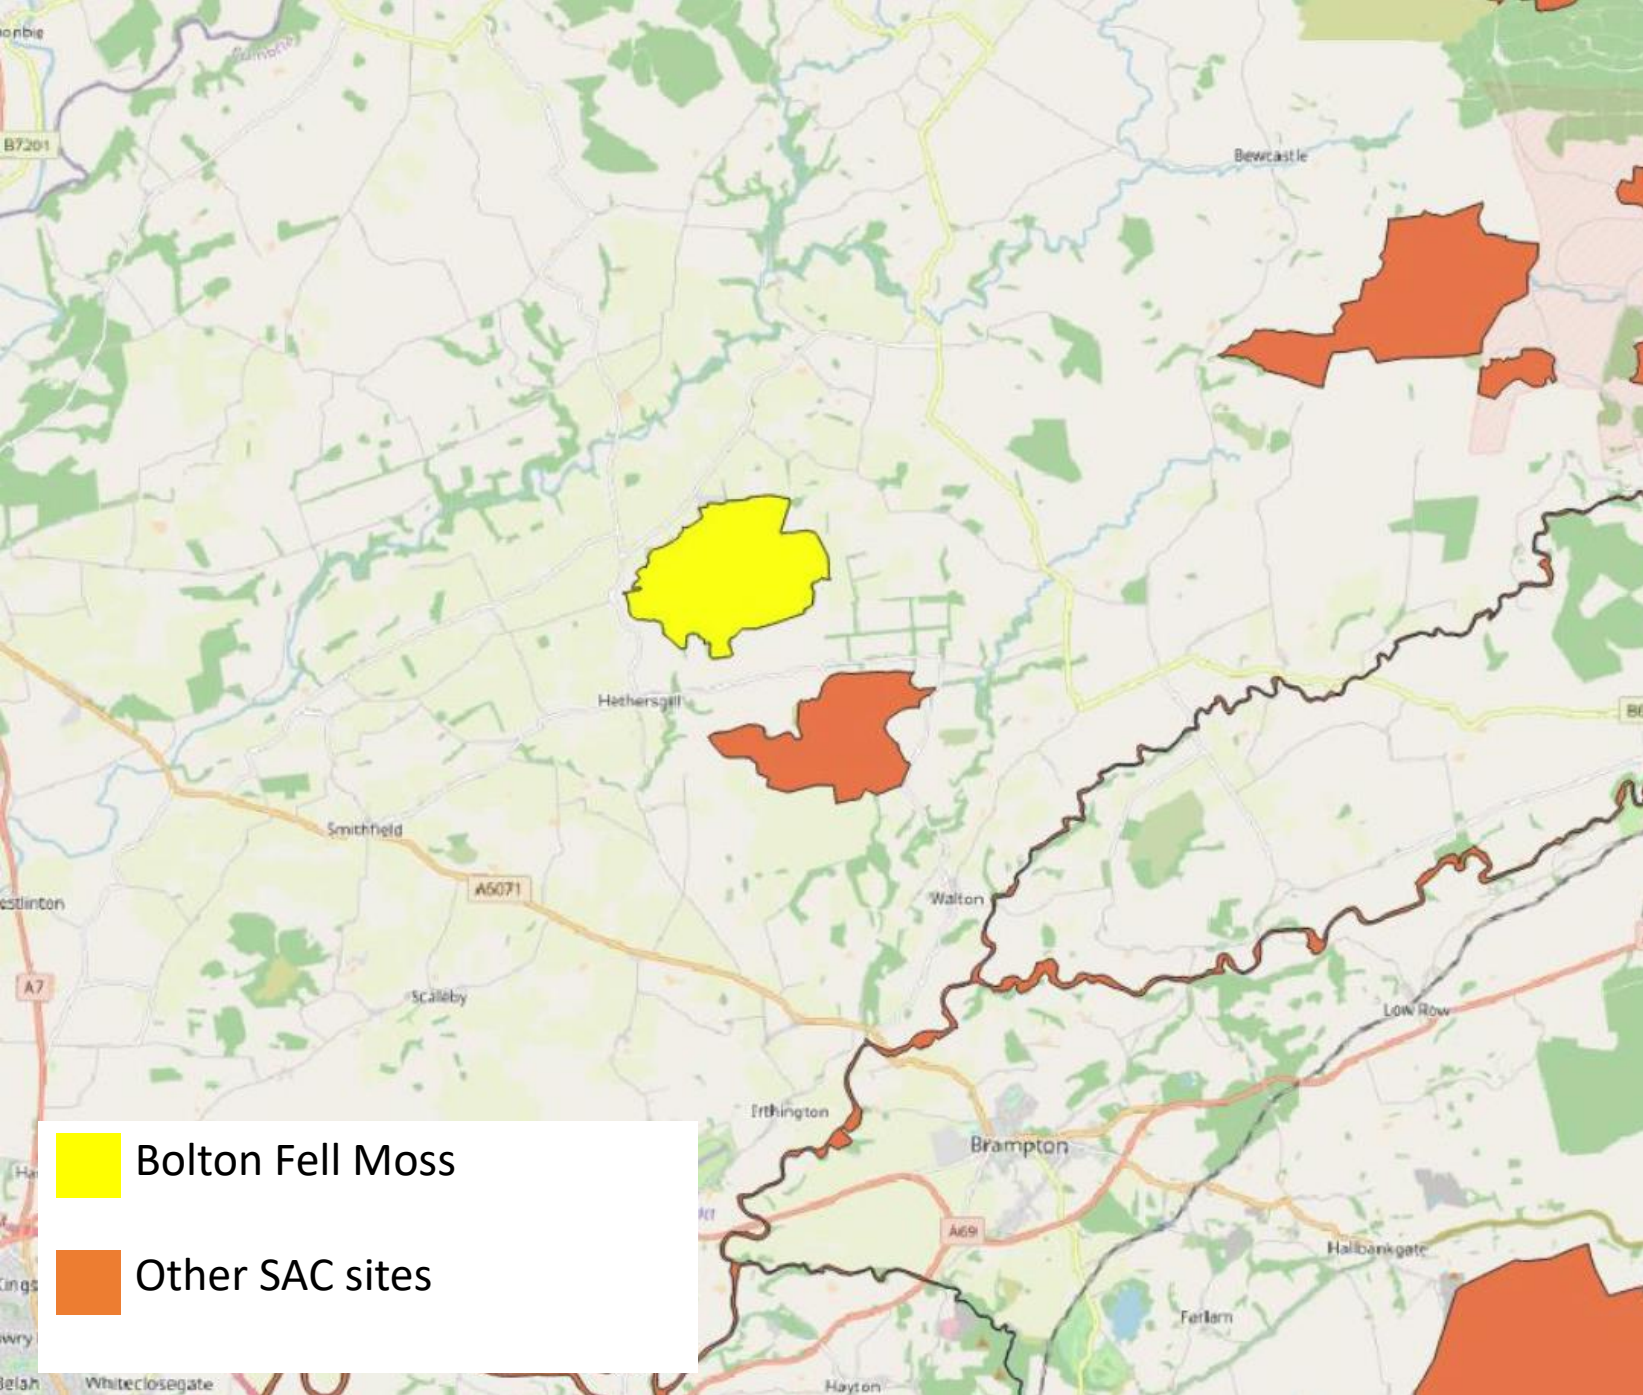 B7201
Bewcastle
Hethersgill
Smithfield
A6071
Walton
A7
Scaleby
Low Row
Irthington
Brampton
Bolton Fell Moss
A69
Hallbankgate
Other SAC sites
Farlam
Whiteclosegate
Hayton